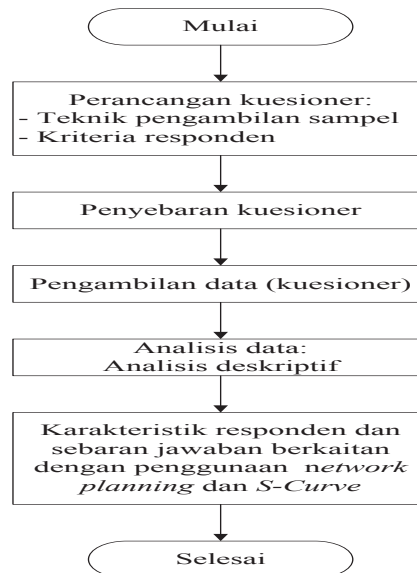 Mulai
Perancangan kuesioner:
- Teknik pengambilan sampel
- Kriteria responden
Penyebaran kuesioner
Pengambilan data (kuesioner)
Analisis data:
Analisis deskriptif
Karakteristik responden dan
sebaran jawaban berkaitan
dengan penggunaan network
planning dan S-Curve
Selesai